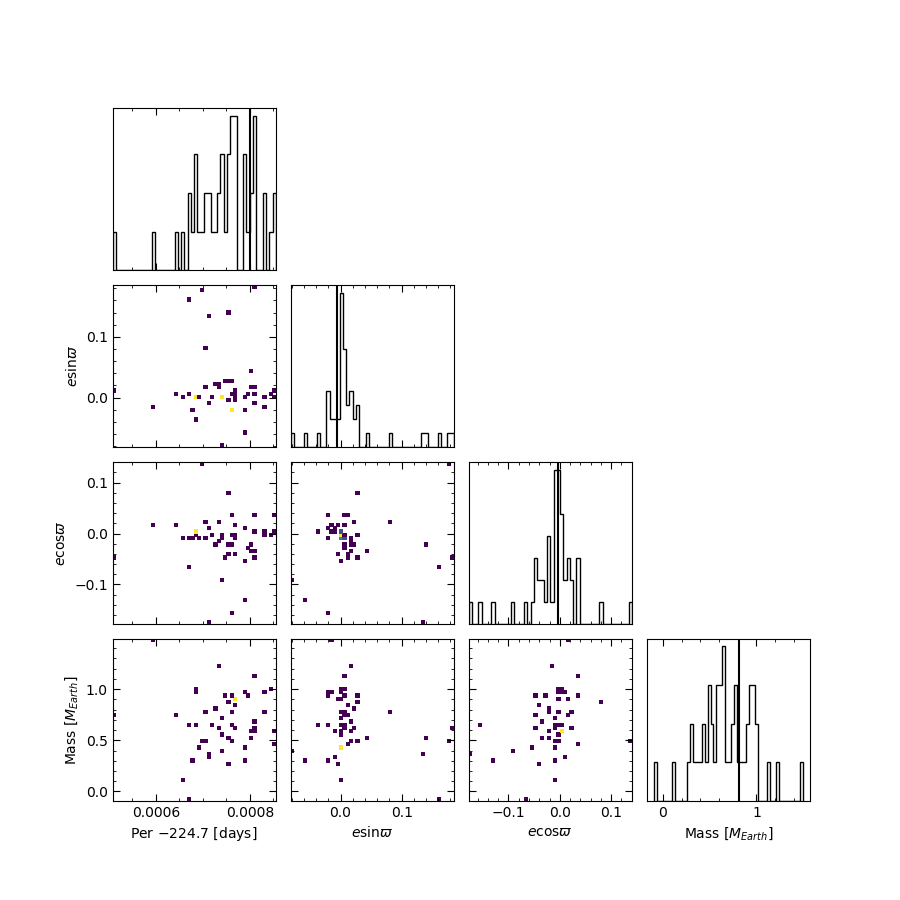 0.1
0.0
esinϖ
0.1
0.0
−0.1
ecosϖ
1.0
0.5
0.0
Mass [M_Earth]
0.0006 0.0008 0.0 0.1 −0.1 0.0 0.1 0 1
Per −224.7 [days] esinϖ ecosϖ Mass [M_Earth]